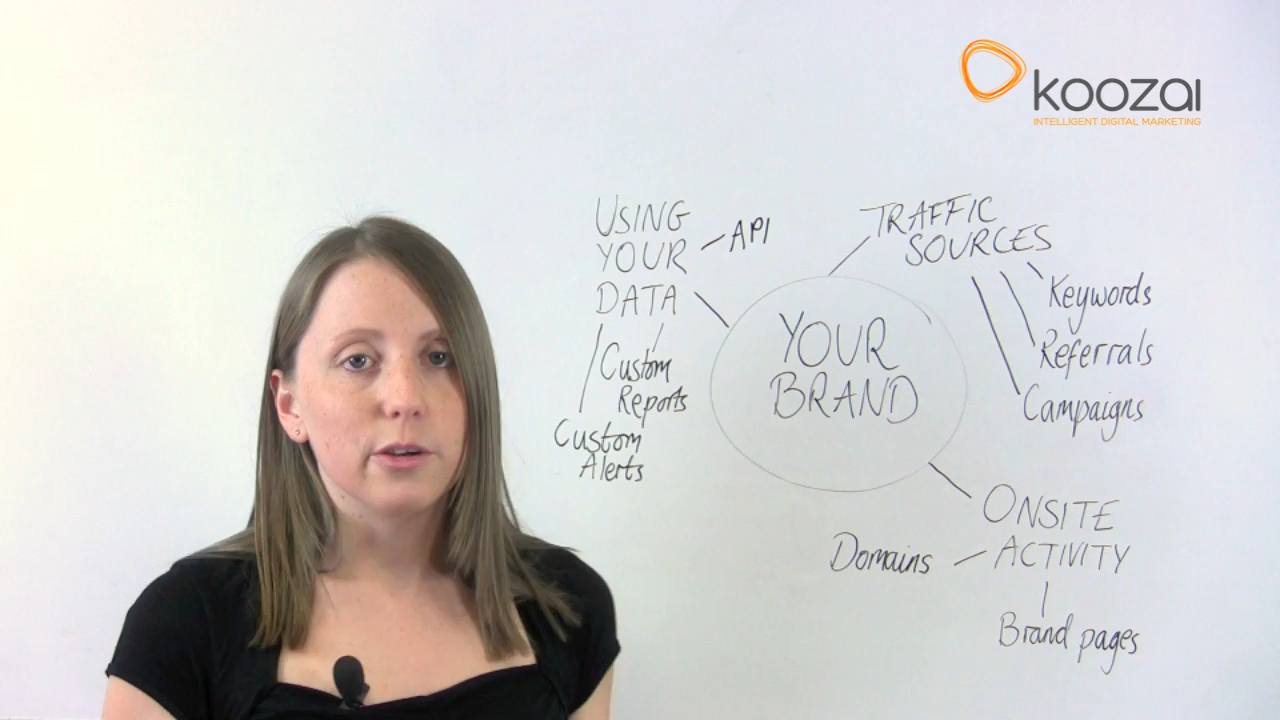 koozai
INTELLIGENT DIGITAL MARKETING
USING
YOUR
DATA
API
Custom
Reports
Custom
Alerts
TRAFFIC
SOURCES
Keywords
Referrals
Campaigns
YOUR
BRAND
ONSITE
ACTIVITY
Domains
Brand pages